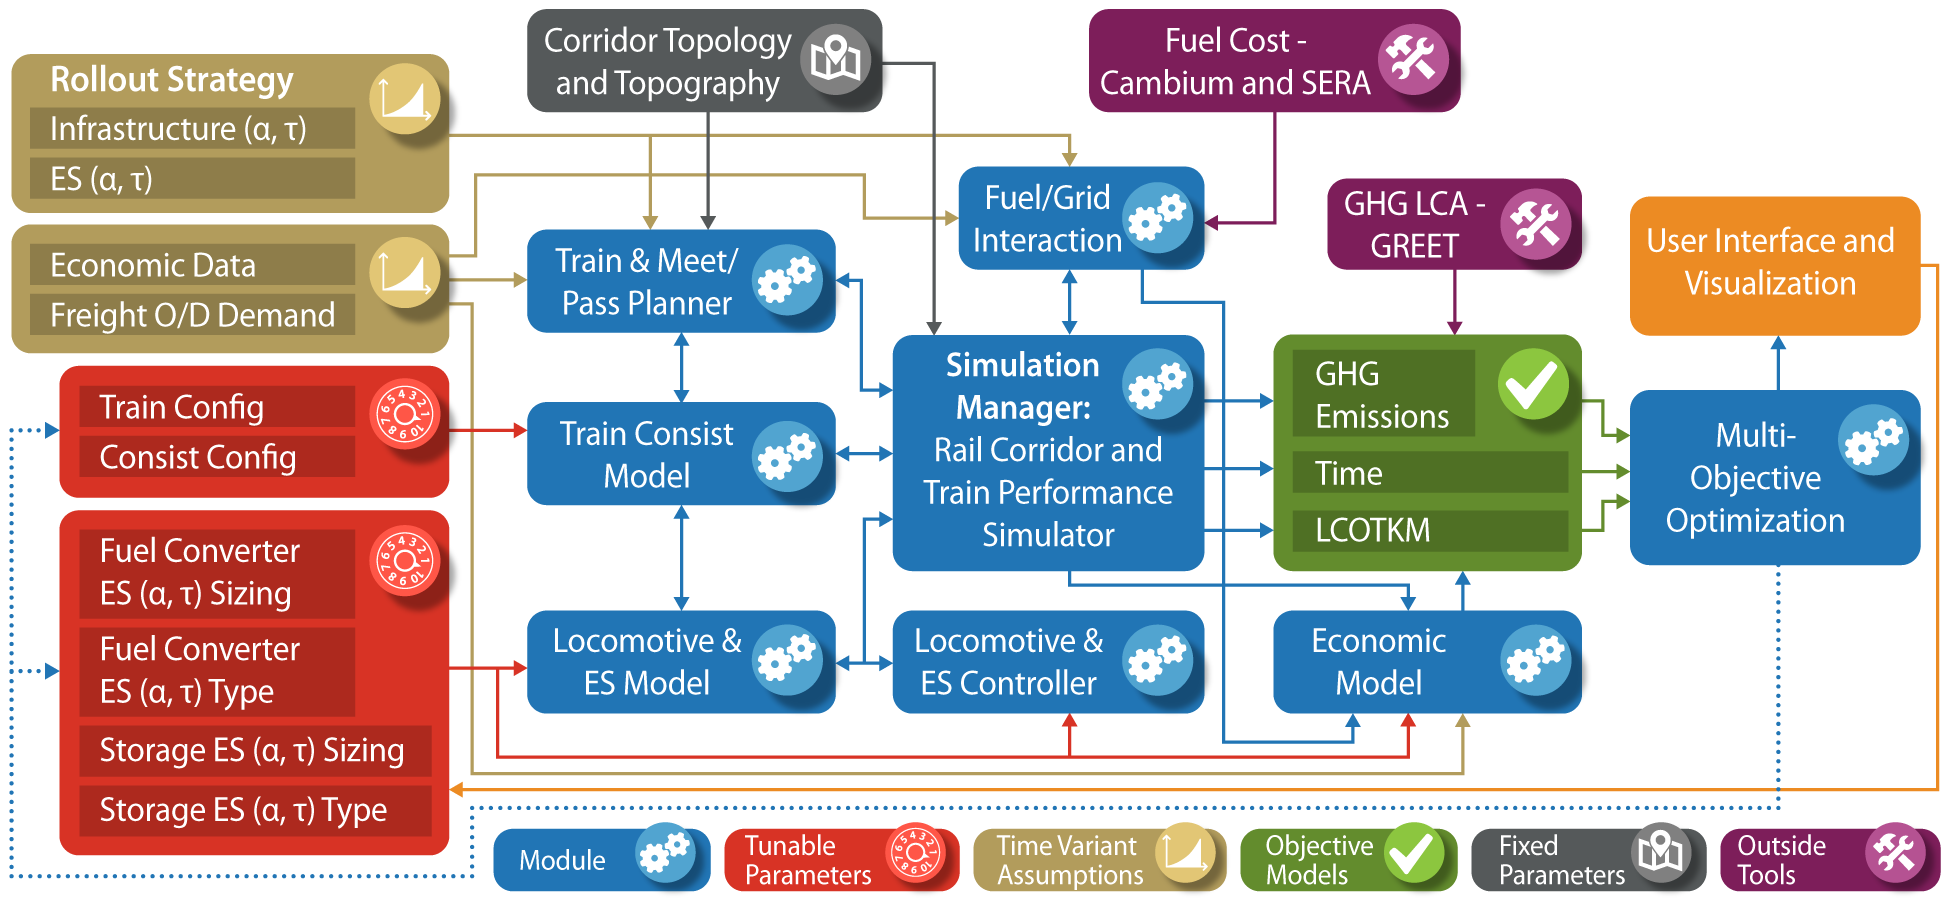 Rollout Strategy
Infrastructure (α, τ)
ES (α, τ)
Economic Data
Freight O/D Demand
Train Config
Consist Config
Fuel Converter
ES (α, τ) Sizing
Fuel Converter
ES (α, τ) Type
Storage ES (α, τ) Sizing
Storage ES (α, τ) Type
Corridor Topology
and Topography
Train & Meet/
Pass Planner
Train Consist
Model
Locomotive &
ES Model
Fuel Cost -
Cambium and SERA
Fuel/Grid
Interaction
Simulation
Manager:
Rail Corridor and
Train Performance
Simulator
Locomotive &
ES Controller
GHG LCA -
GREET
GHG
Emissions
Time
LCOTKM
Economic
Model
User Interface and
Visualization
Multi-
Objective
Optimization
Module
Tunable
Parameters
Time Variant
Assumptions
Objective
Models
Fixed
Parameters
Outside
Tools